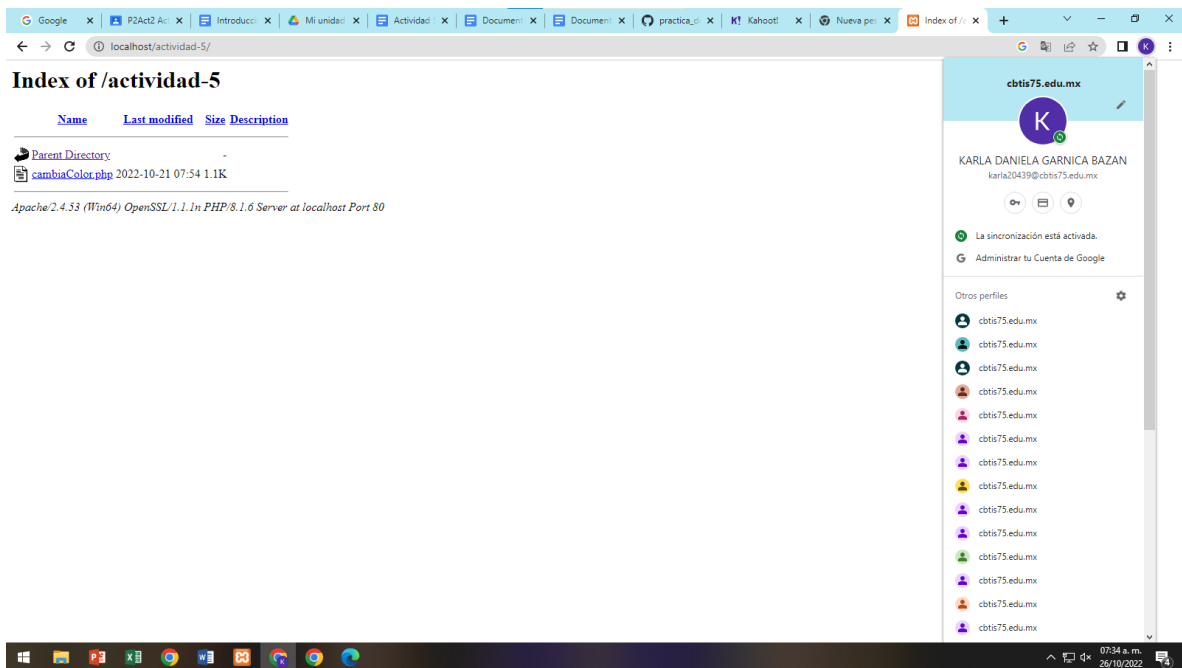 Google
P2Act2 Ac
Introducci
Mi unidad
Actividad
Document
Document
practica_d
K! Kahoot!
Nueva pes
Index of /a
localhost/actividad-5/
Index of /actividad-5
Name Last modified Size Description
Parent Directory -
cambiaColor.php 2022-10-21 07:54 1.1K
Apache/2.4.53 (Win64) OpenSSL/1.1.1n PHP/8.1.6 Server at localhost Port 80
K
cbtis75.edu.mx
K
KARLA DANIELA GARNICA BAZAN
karla20439@cbtis75.edu.mx
La sincronización está activada.
G Administrar tu Cuenta de Google
Otros perfiles
cbtis75.edu.mx
cbtis75.edu.mx
cbtis75.edu.mx
cbtis75.edu.mx
cbtis75.edu.mx
cbtis75.edu.mx
cbtis75.edu.mx
cbtis75.edu.mx
cbtis75.edu.mx
cbtis75.edu.mx
cbtis75.edu.mx
cbtis75.edu.mx
cbtis75.edu.mx
cbtis75.edu.mx
07:34 a. m.
26/10/2022